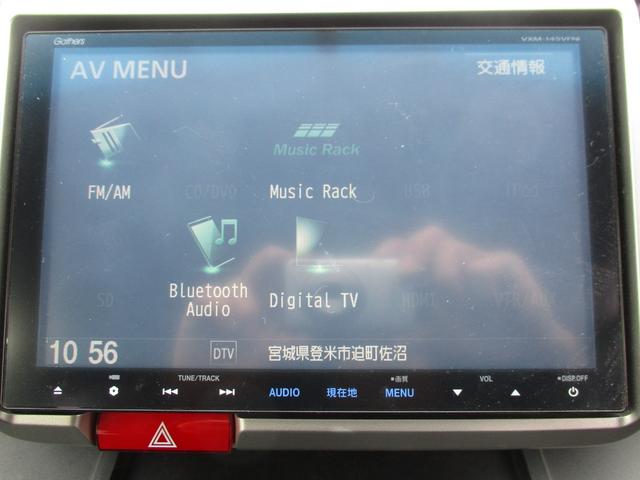 Gathers VXM-145VFNi
AV MENU 交通情報
Music Rack
FM/AM CD/DVD Music Rack USB iPod
Bluetooth Audio Digital TV
SD HDMI VTR/AUX
10 56 DTV 宮城県登米市迫町佐沼
TUNE/TRACK 画質 VOL DISP.OFF
AUDIO 現在地 MENU